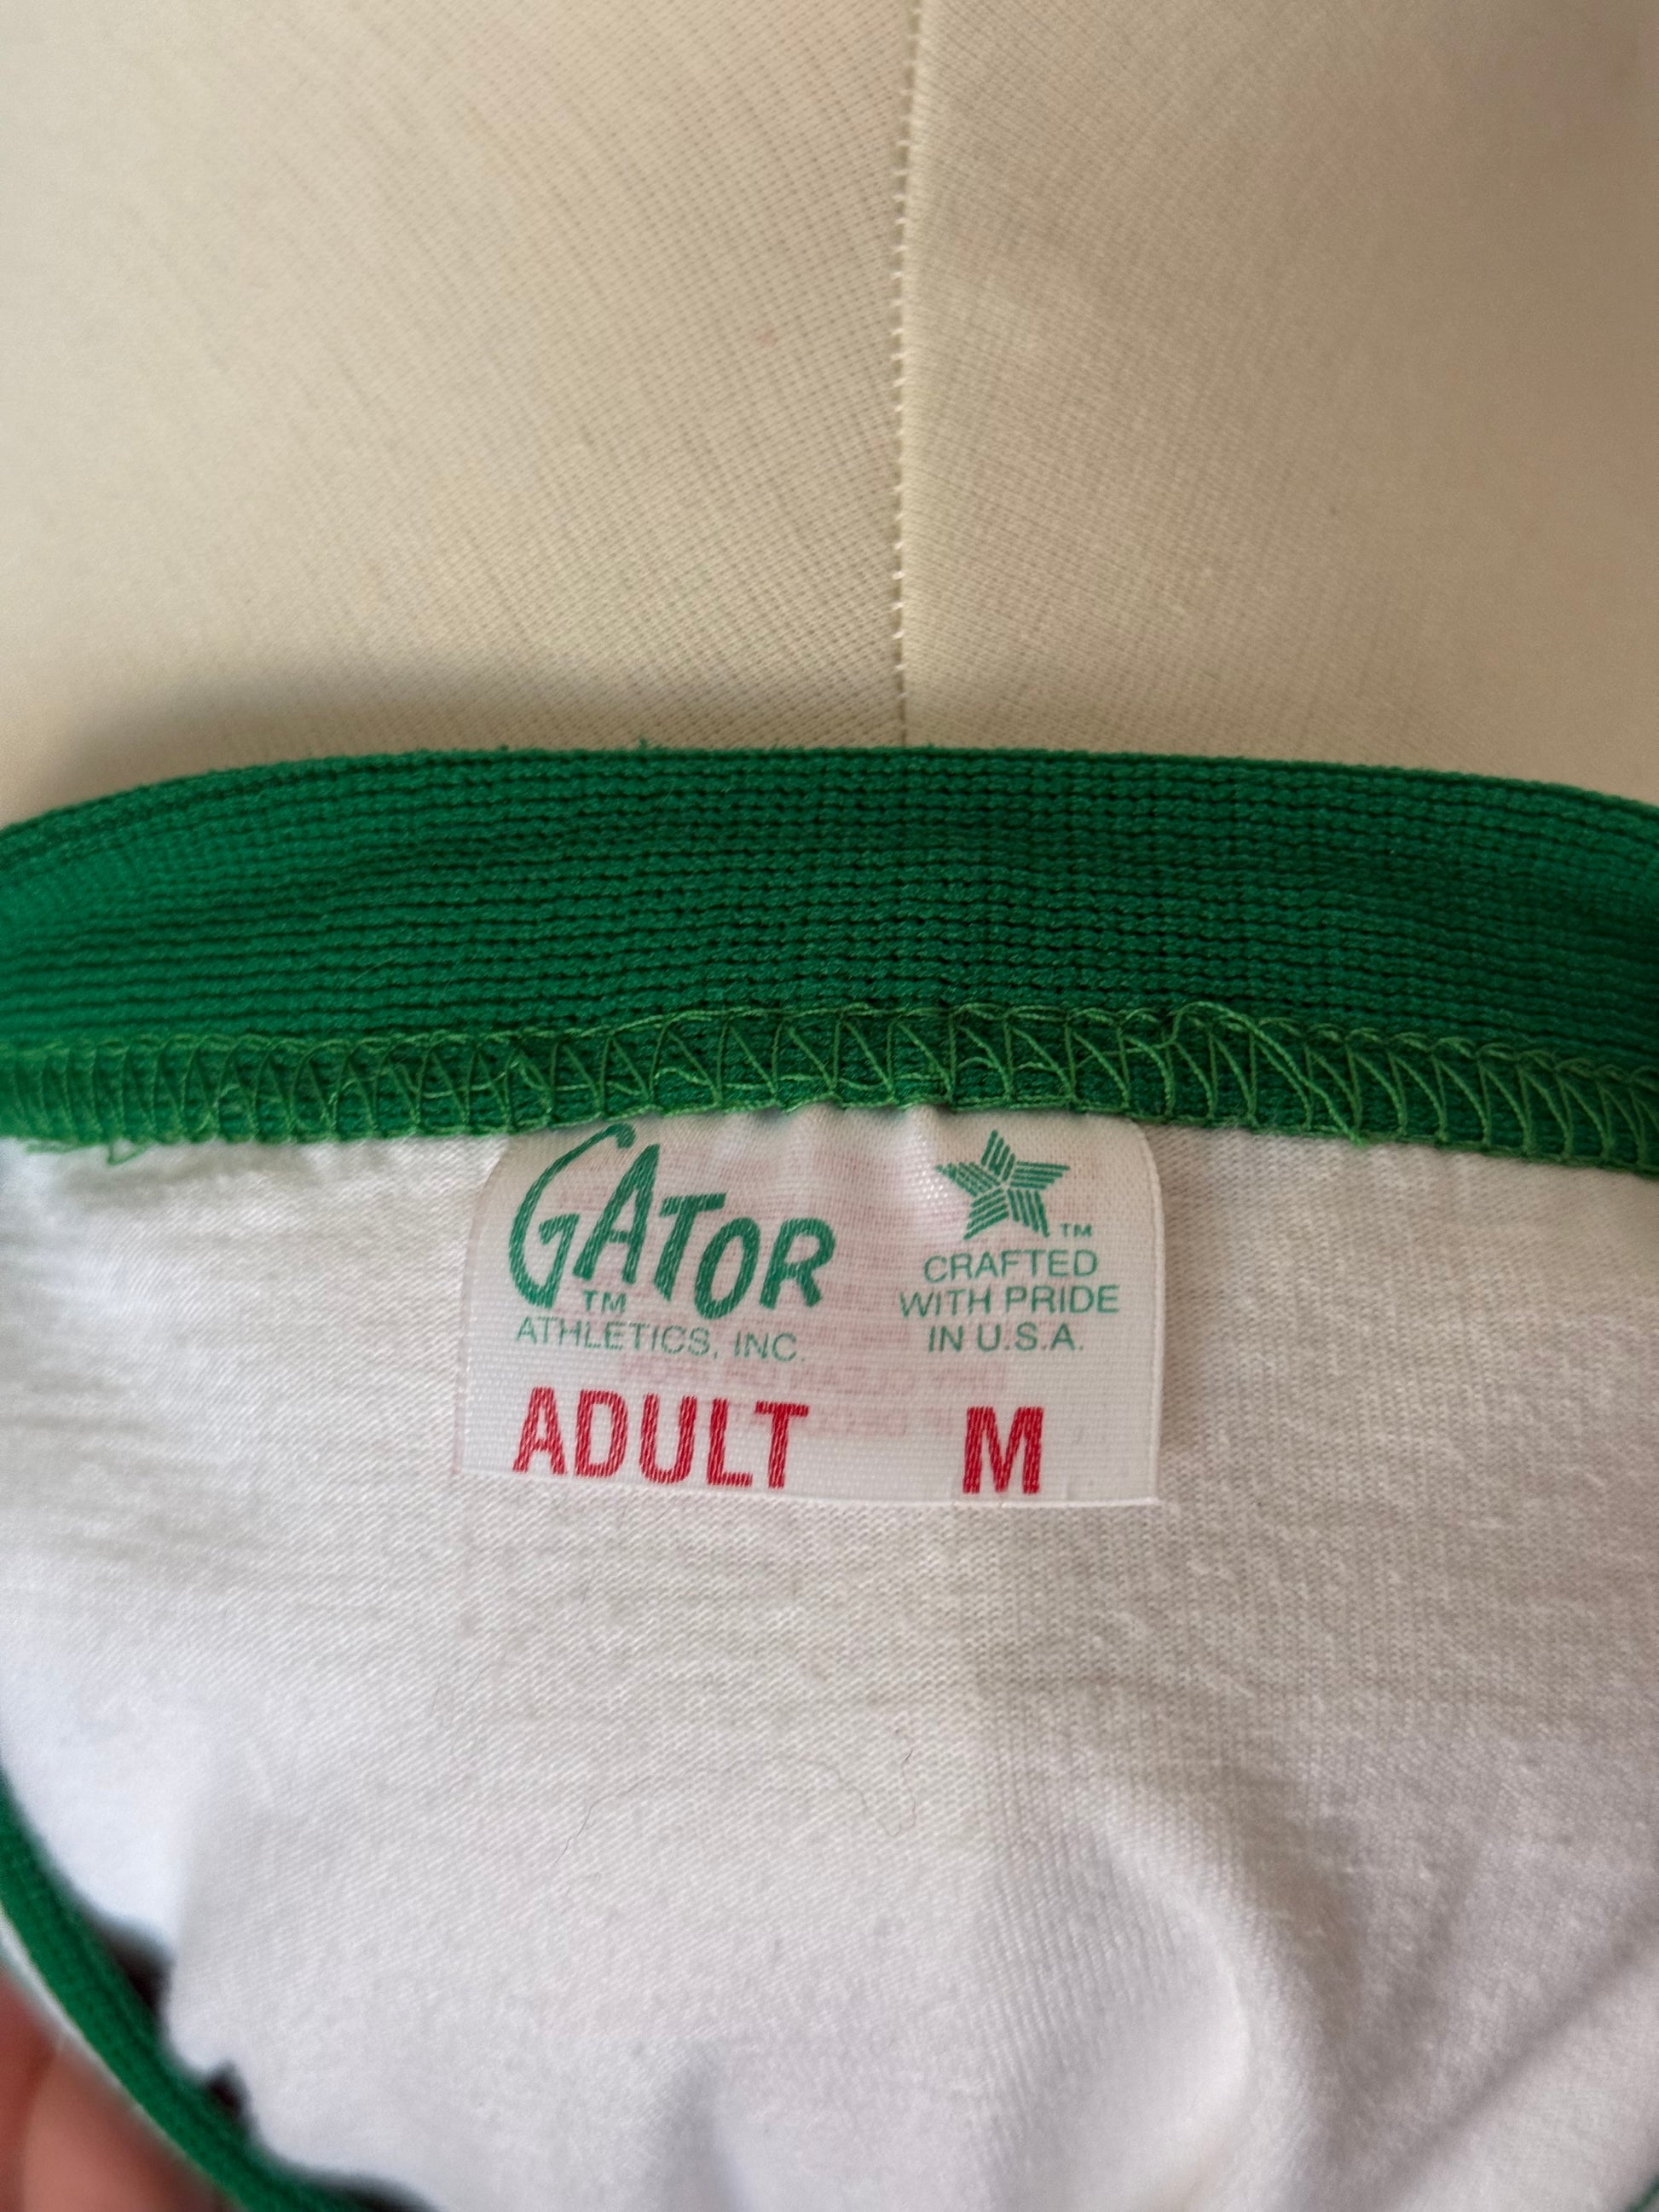 GATOR
TM
ATHLETICS, INC.
TM
CRAFTED
WITH PRIDE
IN U.S.A.
ADULT M